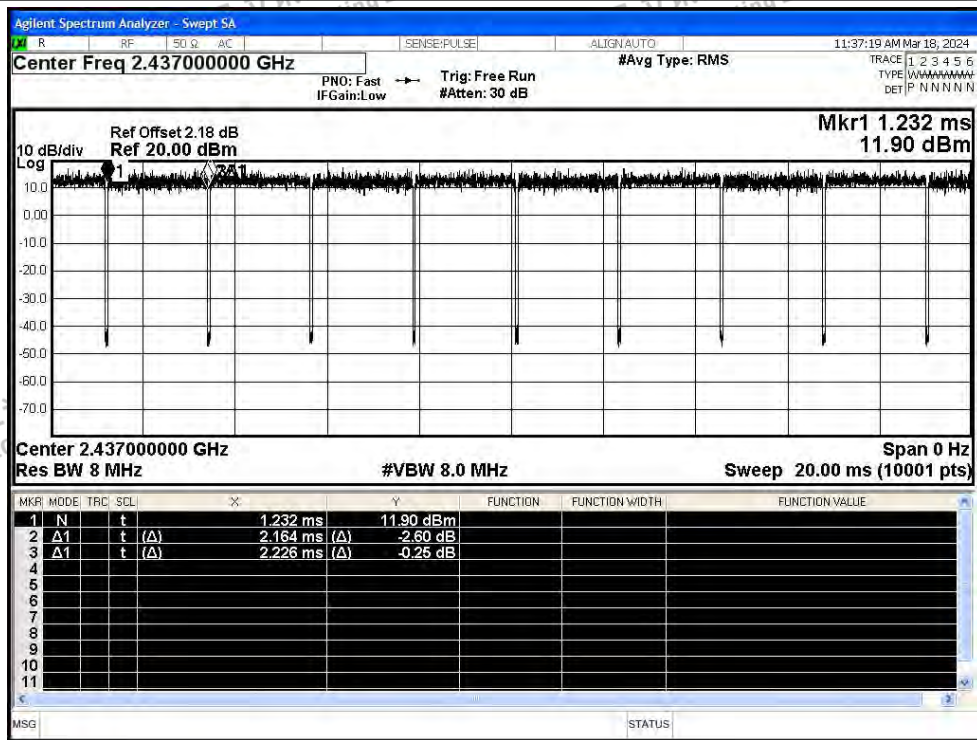 Agilent Spectrum Analyzer - Swept SA
R RF 50 Ω AC SENSE:PULSE ALIGN AUTO 11:37:19 AM Mar 18, 2024
Center Freq 2.437000000 GHz #Avg Type: RMS TRACE 1 2 3 4 5 6
PNO: Fast Trig: Free Run TYPE WWWWWW
IFGain:Low #Atten: 30 dB DET P N N N N N
Mkr1 1.232 ms
Ref Offset 2.18 dB
10 dB/div Ref 20.00 dBm 11.90 dBm
Log
1
10.0
0.00
-10.0
-20.0
-30.0
-40.0
-50.0
-60.0
-70.0
Center 2.437000000 GHz Span 0 Hz
Res BW 8 MHz #VBW 8.0 MHz Sweep 20.00 ms (10001 pts)
MKR MODE TRC SCL X Y FUNCTION FUNCTION WIDTH FUNCTION VALUE
1 N t 1.232 ms 11.90 dBm
2 Δ1 t (Δ) 2.164 ms (Δ) -2.60 dB
3 Δ1 t (Δ) 2.226 ms (Δ) -0.25 dB
4
5
6
7
8
9
10
11
MSG STATUS